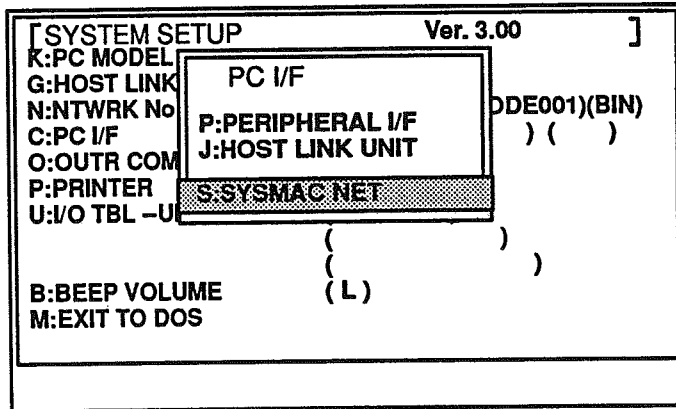 [SYSTEM SETUP Ver. 3.00 ]
K:PC MODEL
G:HOST LINK
N:NTWRK No ODE001)(BIN)
C:PC I/F ) ( )
O:OUTR COM
P:PRINTER
U:I/O TBL –U
( )
( )
B:BEEP VOLUME ( L )
M:EXIT TO DOS
PC I/F
P:PERIPHERAL I/F
J:HOST LINK UNIT
S:SYSMAC NET